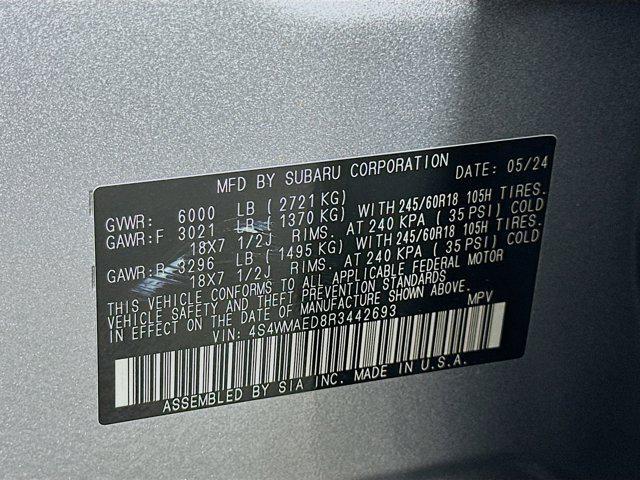 MFD BY SUBARU CORPORATION DATE: 05/24
GVWR: 6000 LB (2721 KG)
GAWR:F 3021 LB (1370 KG) WITH 245/60R18 105H TIRES.
18X7 1/2J RIMS. AT 240 KPA (35 PSI) COLD
GAWR:R 3296 LB (1495 KG) WITH 245/60R18 105H TIRES.
18X7 1/2J RIMS. AT 240 KPA (35 PSI) COLD
THIS VEHICLE CONFORMS TO ALL APPLICABLE FEDERAL MOTOR
VEHICLE SAFETY AND THEFT PREVENTION STANDARDS
IN EFFECT ON THE DATE OF MANUFACTURE SHOWN ABOVE.
VIN: 4S4WMAED8R3442693 MPV
ASSEMBLED BY SIA INC. MADE IN U.S.A.